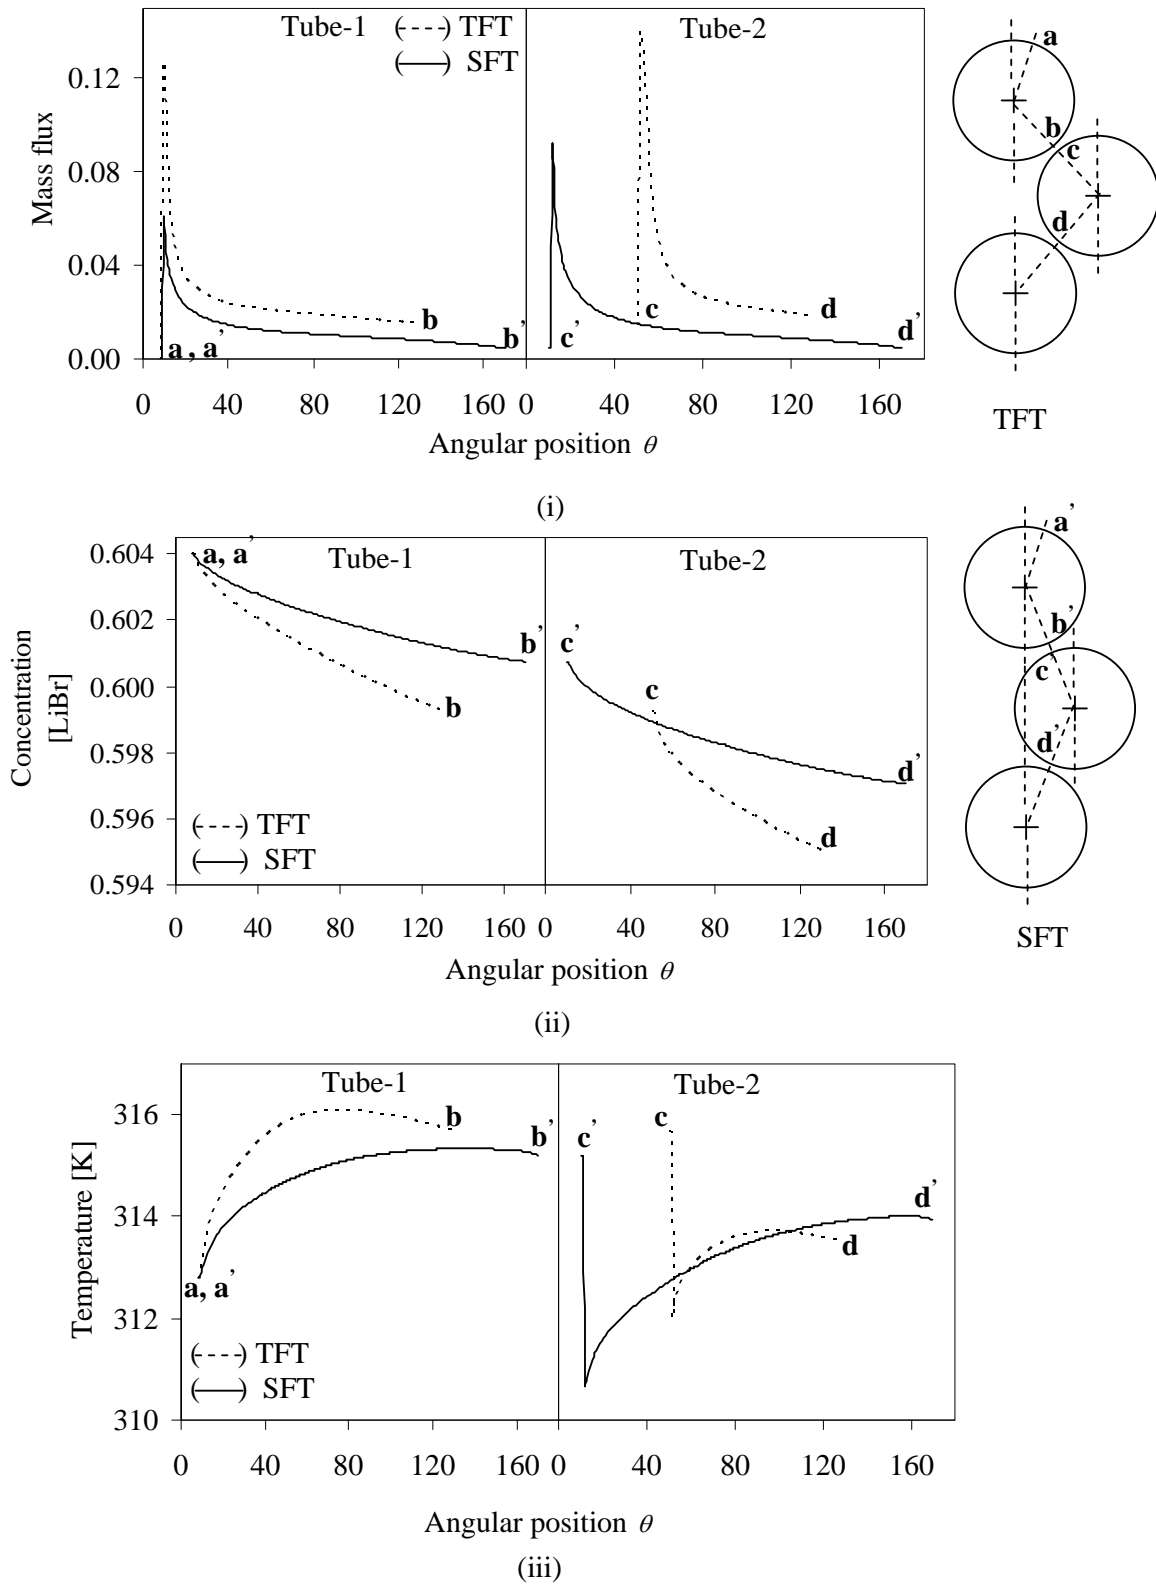 Tube-1
(- - - -) TFT
(——) SFT
Tube-2
Mass flux
0.12
0.08
0.04
0.00
a , a’
b
b’
c
c’
d
d’
0
40
80
120
160
0
40
80
120
160
Angular position θ
(i)
a
b
c
d
TFT
Tube-1
Tube-2
Concentration
[LiBr]
0.604
0.602
0.600
0.598
0.596
0.594
a, a’
b’
b
c’
c
d’
d
(- - - -) TFT
(——) SFT
0
40
80
120
160
0
40
80
120
160
Angular position θ
(ii)
a’
b’
c’
d’
SFT
Tube-1
Tube-2
Temperature [K]
316
314
312
310
a, a’
b
b’
c
c’
d’
d
(- - - -) TFT
(——) SFT
0
40
80
120
160
0
40
80
120
160
Angular position θ
(iii)